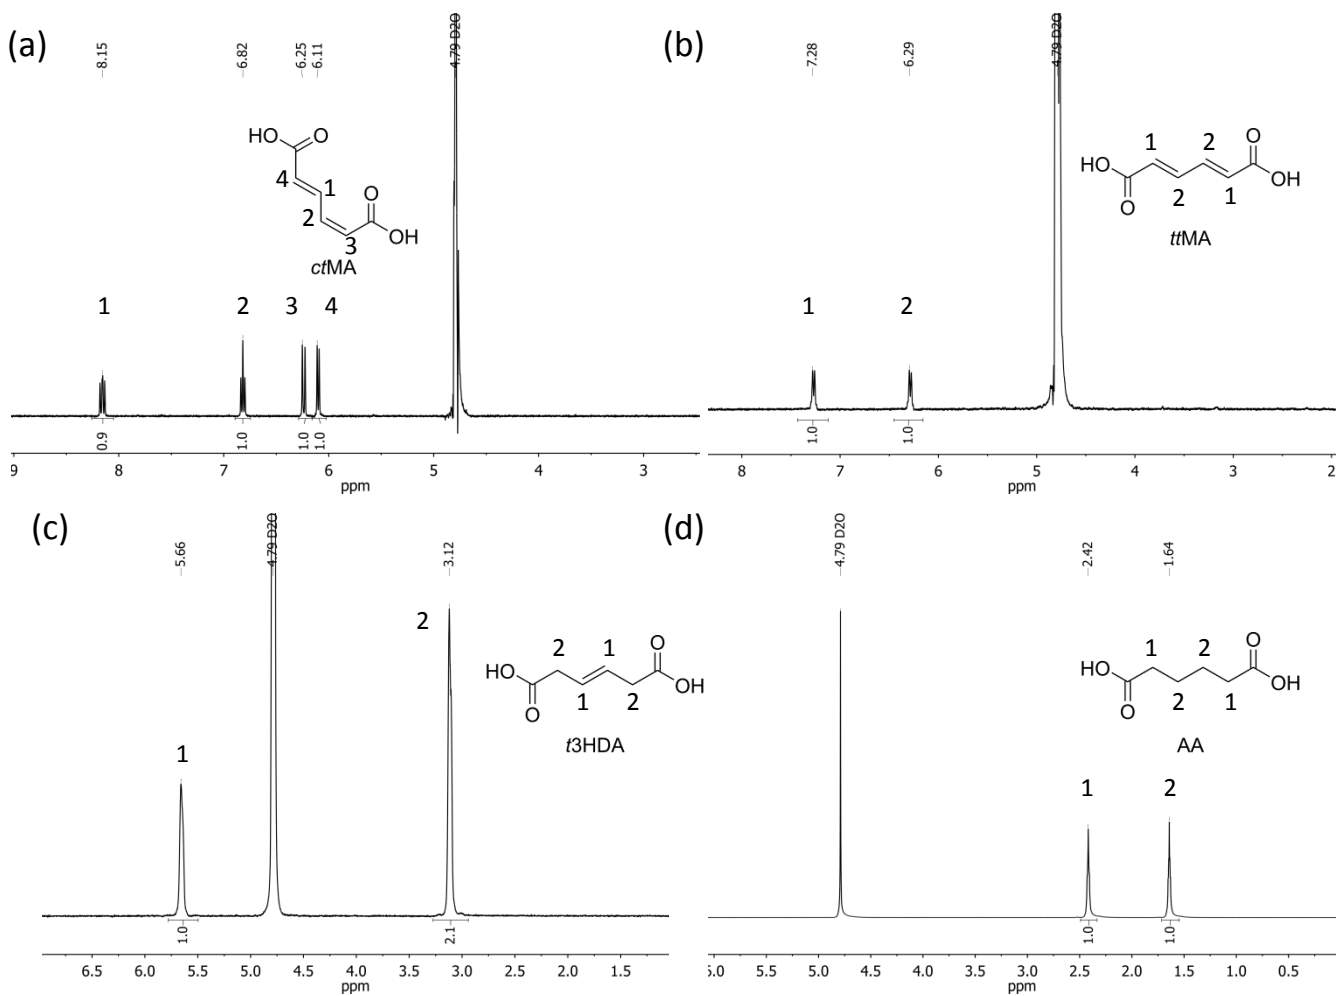 (a)
8.15
6.82
6.25
6.11
4.79 D2O
HO
O
4
1
O
2
OH
3
ctMA
1
2
3
4
0.9
1.0
1.0
1.0
9
8
7
6
5
4
3
ppm
(b)
7.28
6.29
4.79 D2O
1
2
O
HO
OH
O
2
1
ttMA
1
2
1.0
1.0
8
7
6
5
4
3
2
ppm
(c)
5.66
4.79 D2O
3.12
2
2
1
O
HO
OH
O
1
2
t3HDA
1
1.0
2.1
6.5
6.0
5.5
5.0
4.5
4.0
3.5
3.0
2.5
2.0
1.5
ppm
(d)
4.79 D2O
2.42
1.64
1
2
O
HO
OH
O
2
1
AA
1
2
1.0
1.0
6.0
5.5
5.0
4.5
4.0
3.5
3.0
2.5
2.0
1.5
1.0
0.5
ppm